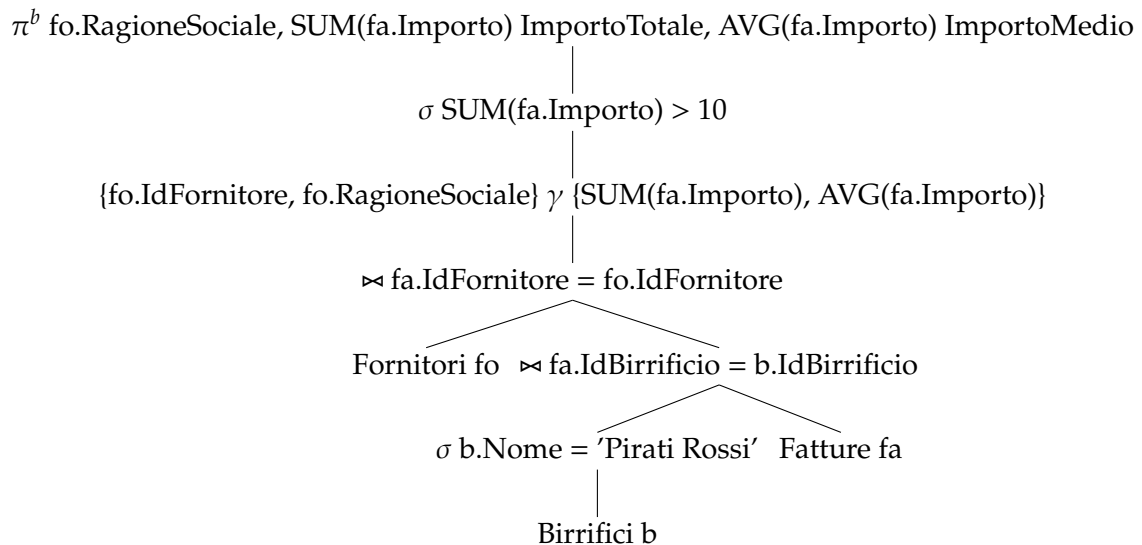 π^b fo.RagioneSociale, SUM(fa.Importo) ImportoTotale, AVG(fa.Importo) ImportoMedio
σ SUM(fa.Importo) > 10
{fo.IdFornitore, fo.RagioneSociale} γ {SUM(fa.Importo), AVG(fa.Importo)}
⋈ fa.IdFornitore = fo.IdFornitore
Fornitori fo ⋈ fa.IdBirrificio = b.IdBirrificio
σ b.Nome = ’Pirati Rossi’ Fatture fa
Birrifici b